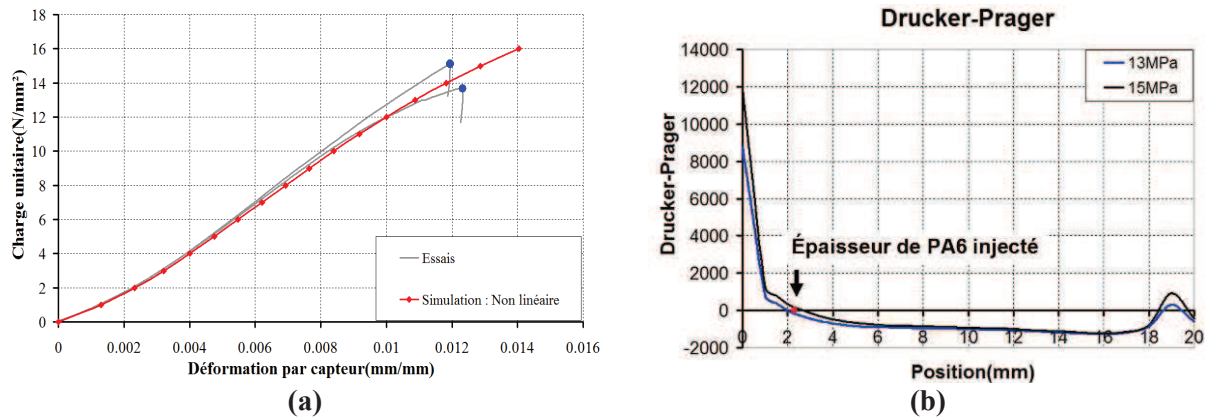 18
16
14
12
10
8
6
4
2
0
Charge unitaire(N/mm²)
Essais
Simulation : Non linéaire
0 0.002 0.004 0.006 0.008 0.01 0.012 0.014 0.016
Déformation par capteur(mm/mm)
(a)
Drucker-Prager
14000
12000
10000
8000
6000
4000
2000
0
-2000
Drucker-Prager
13MPa
15MPa
Épaisseur de PA6 injecté
0 2 4 6 8 10 12 14 16 18 20
Position(mm)
(b)